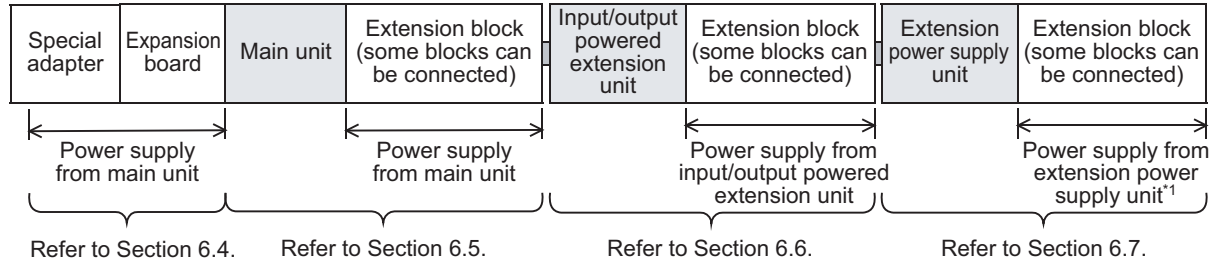 Special
adapter
Expansion
board
Main unit
Extension block
(some blocks can
be connected)
Input/output
powered
extension
unit
Extension block
(some blocks can
be connected)
Extension
power supply
unit
Extension block
(some blocks can
be connected)
Power supply
from main unit
Power supply
from main unit
Power supply from
input/output powered
extension unit
Power supply from
extension power
supply unit*1
Refer to Section 6.4.
Refer to Section 6.5.
Refer to Section 6.6.
Refer to Section 6.7.